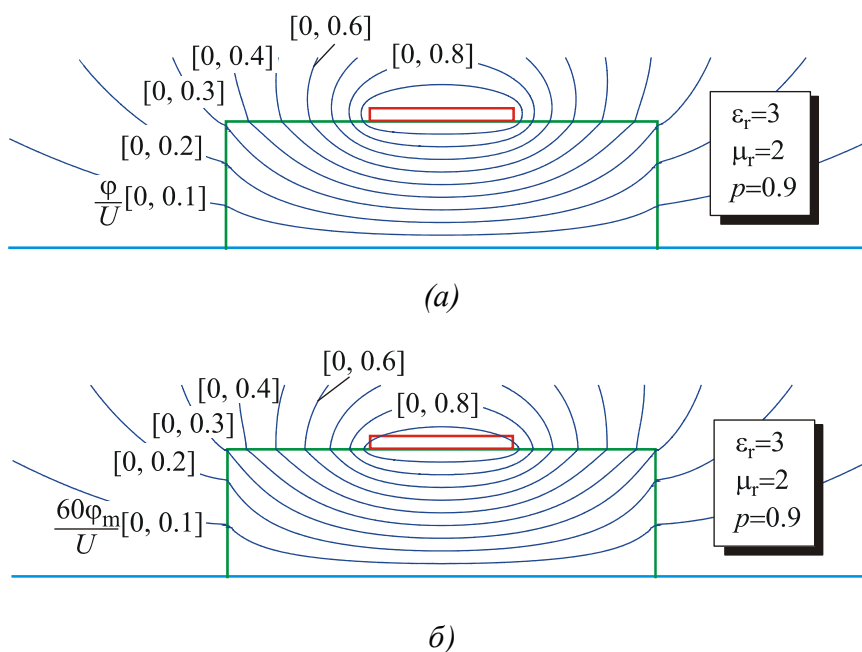 [0, 0.6]
[0, 0.4]
[0, 0.8]
[0, 0.3]
[0, 0.2]
φ/U [0, 0.1]
εr=3
μr=2
p=0.9
(а)
[0, 0.6]
[0, 0.4]
[0, 0.8]
[0, 0.3]
[0, 0.2]
60φm/U [0, 0.1]
εr=3
μr=2
p=0.9
б)